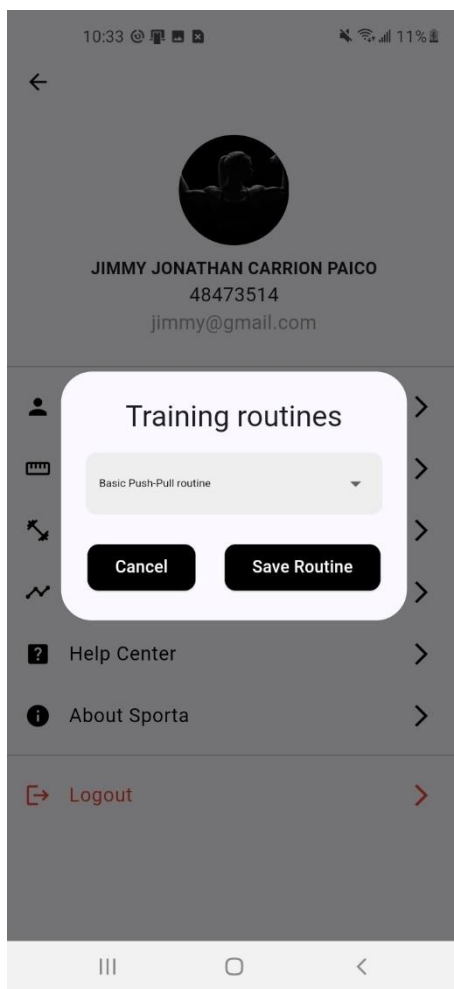 10:33 11%
JIMMY JONATHAN CARRION PAICO
48473514
jimmy@gmail.com
Training routines
Basic Push-Pull routine
Cancel Save Routine
? Help Center
About Sporta
Logout